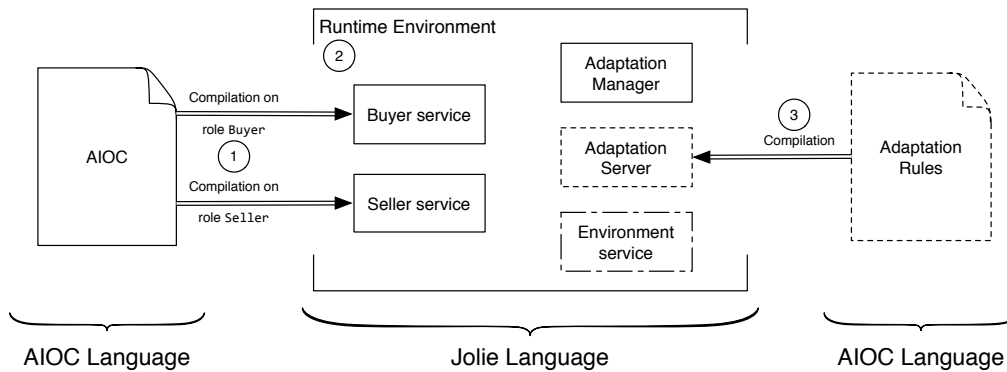 Runtime Environment
2
AIOC
Compilation on
role Buyer
1
Compilation on
role Seller
Buyer service
Seller service
Adaptation
Manager
Adaptation
Server
Environment
service
3
Compilation
Adaptation
Rules
AIOC Language
Jolie Language
AIOC Language